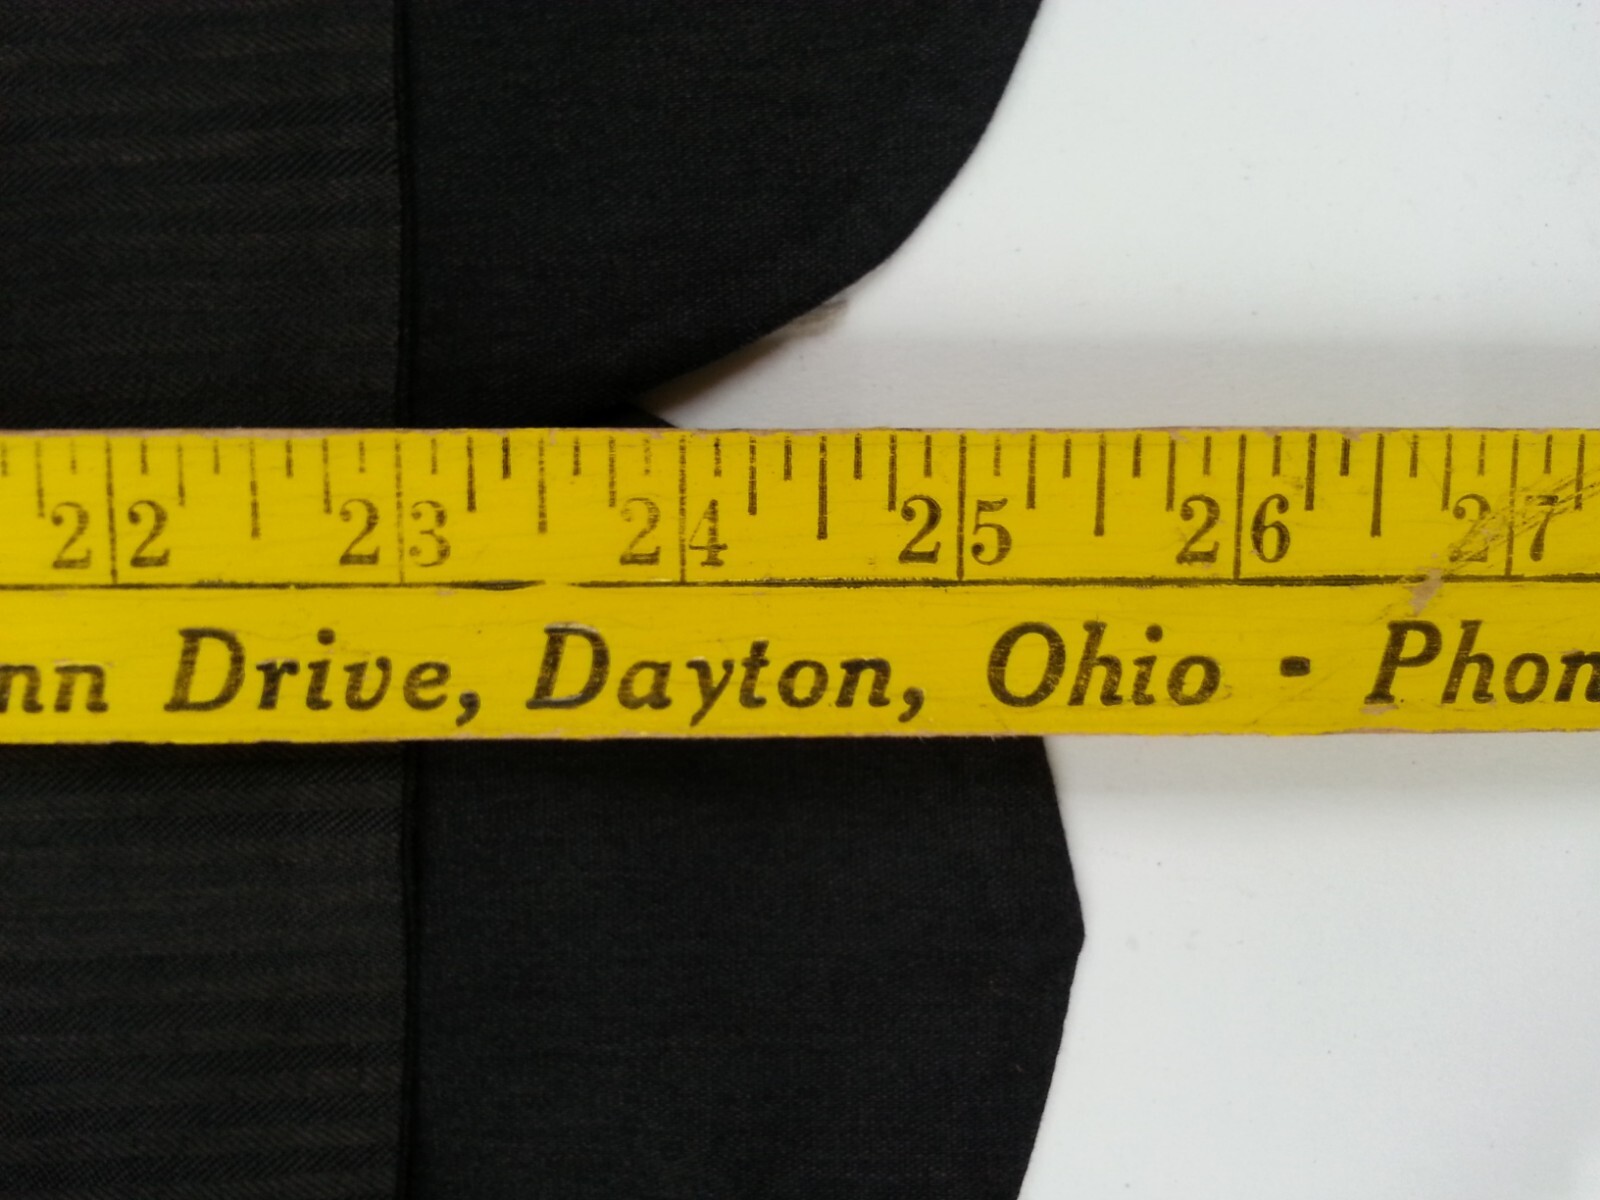 22 23 24 25 26 27
nn Drive, Dayton, Ohio - Phon